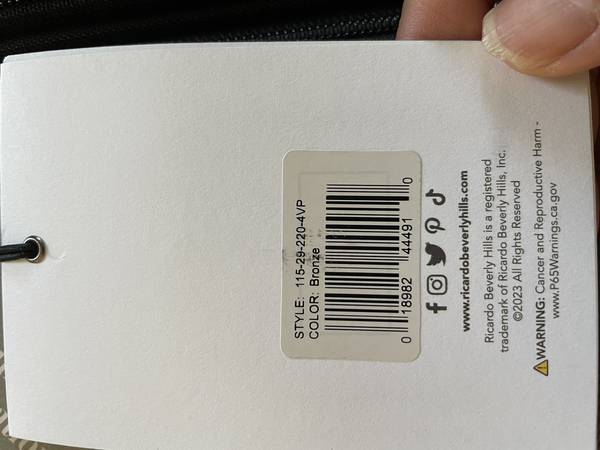 STYLE: 115-29-220-4VP
COLOR: Bronze
0 18982 44491 0
www.ricardobeverlyhills.com
Ricardo Beverly Hills is a registered
trademark of Ricardo Beverly Hills, Inc.
©2023 All Rights Reserved
WARNING: Cancer and Reproductive Harm -
www.P65Warnings.ca.gov